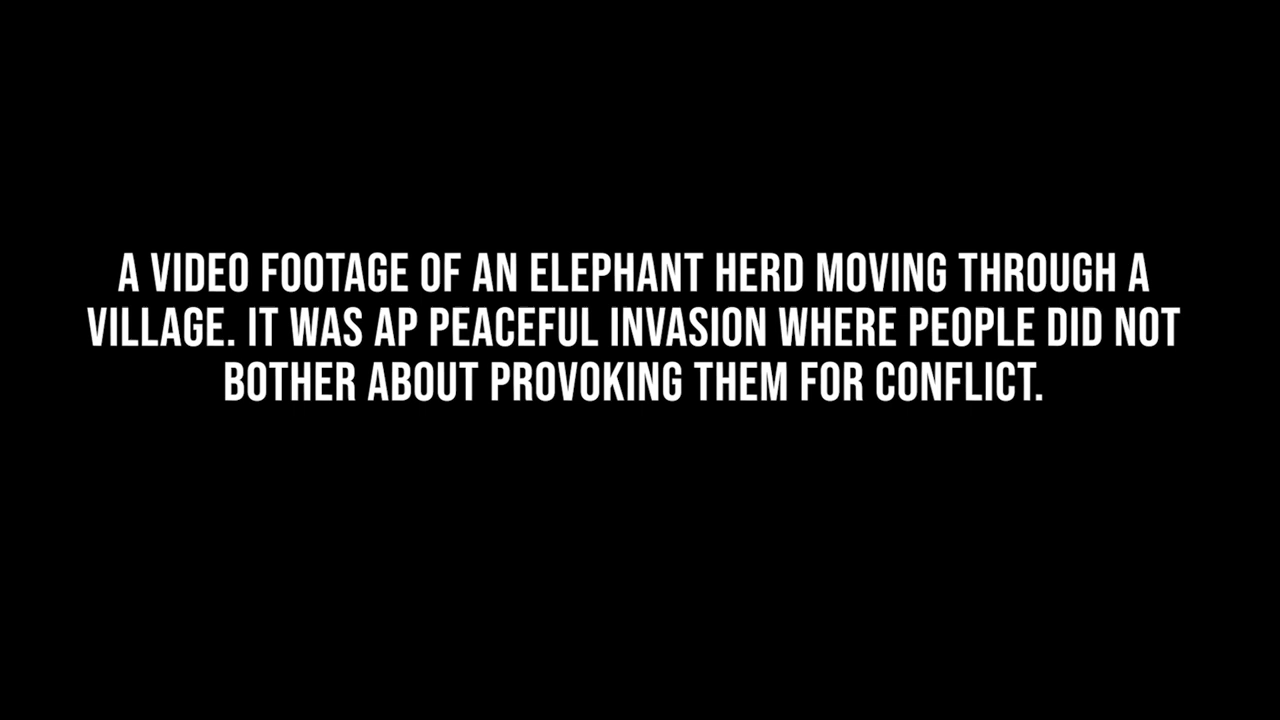 A VIDEO FOOTAGE OF AN ELEPHANT HERD MOVING THROUGH A
VILLAGE. IT WAS AP PEACEFUL INVASION WHERE PEOPLE DID NOT
BOTHER ABOUT PROVOKING THEM FOR CONFLICT.